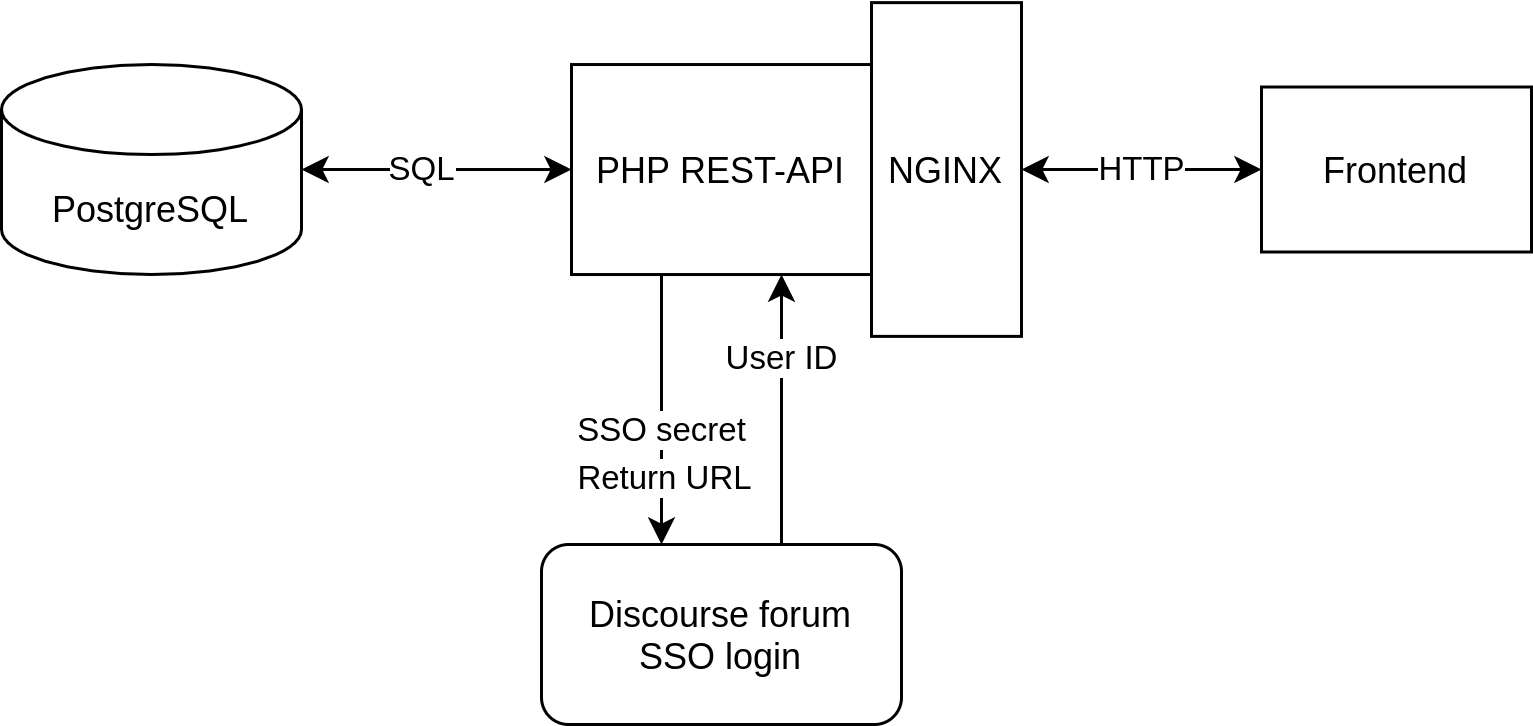 PostgreSQL
SQL
PHP REST-API
NGINX
HTTP
Frontend
User ID
SSO secret
Return URL
Discourse forum
SSO login